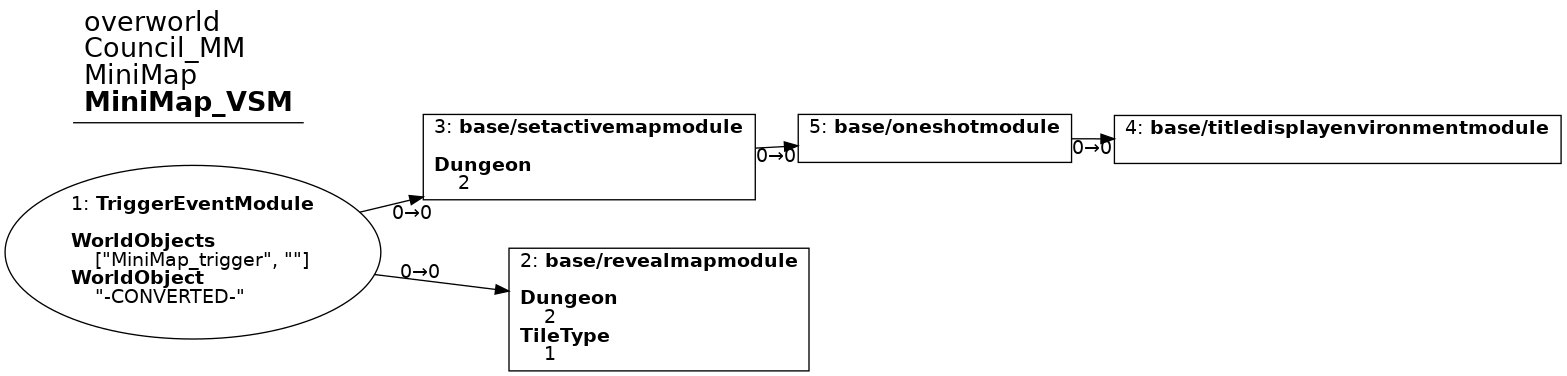 overworld
Council_MM
MiniMap
MiniMap_VSM
1: TriggerEventModule
WorldObjects
["MiniMap_trigger", ""]
WorldObject
"-CONVERTED-"
0→0
3: base/setactivemapmodule
Dungeon
2
0→0
5: base/oneshotmodule
0→0
4: base/titledisplayenvironmentmodule
0→0
2: base/revealmapmodule
Dungeon
2
TileType
1